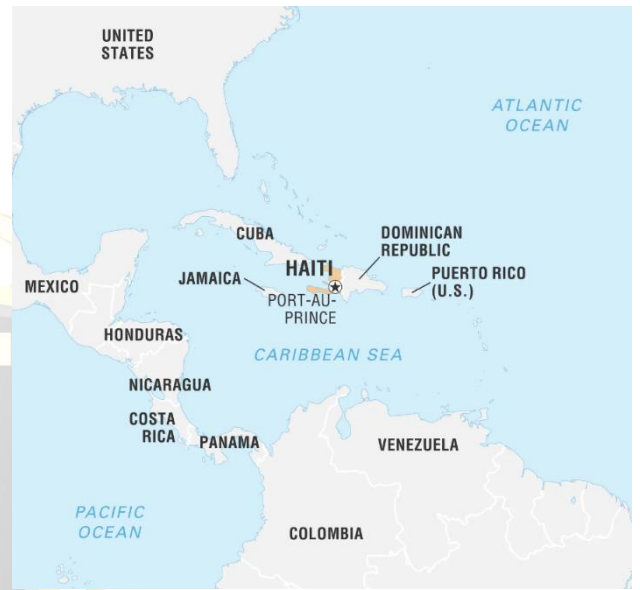 UNITED
STATES
ATLANTIC
OCEAN
CUBA
DOMINICAN
REPUBLIC
HAITI
JAMAICA
PUERTO RICO
(U.S.)
MEXICO
PORT-AU-
PRINCE
HONDURAS
CARIBBEAN SEA
NICARAGUA
COSTA
RICA
PANAMA
VENEZUELA
PACIFIC
OCEAN
COLOMBIA